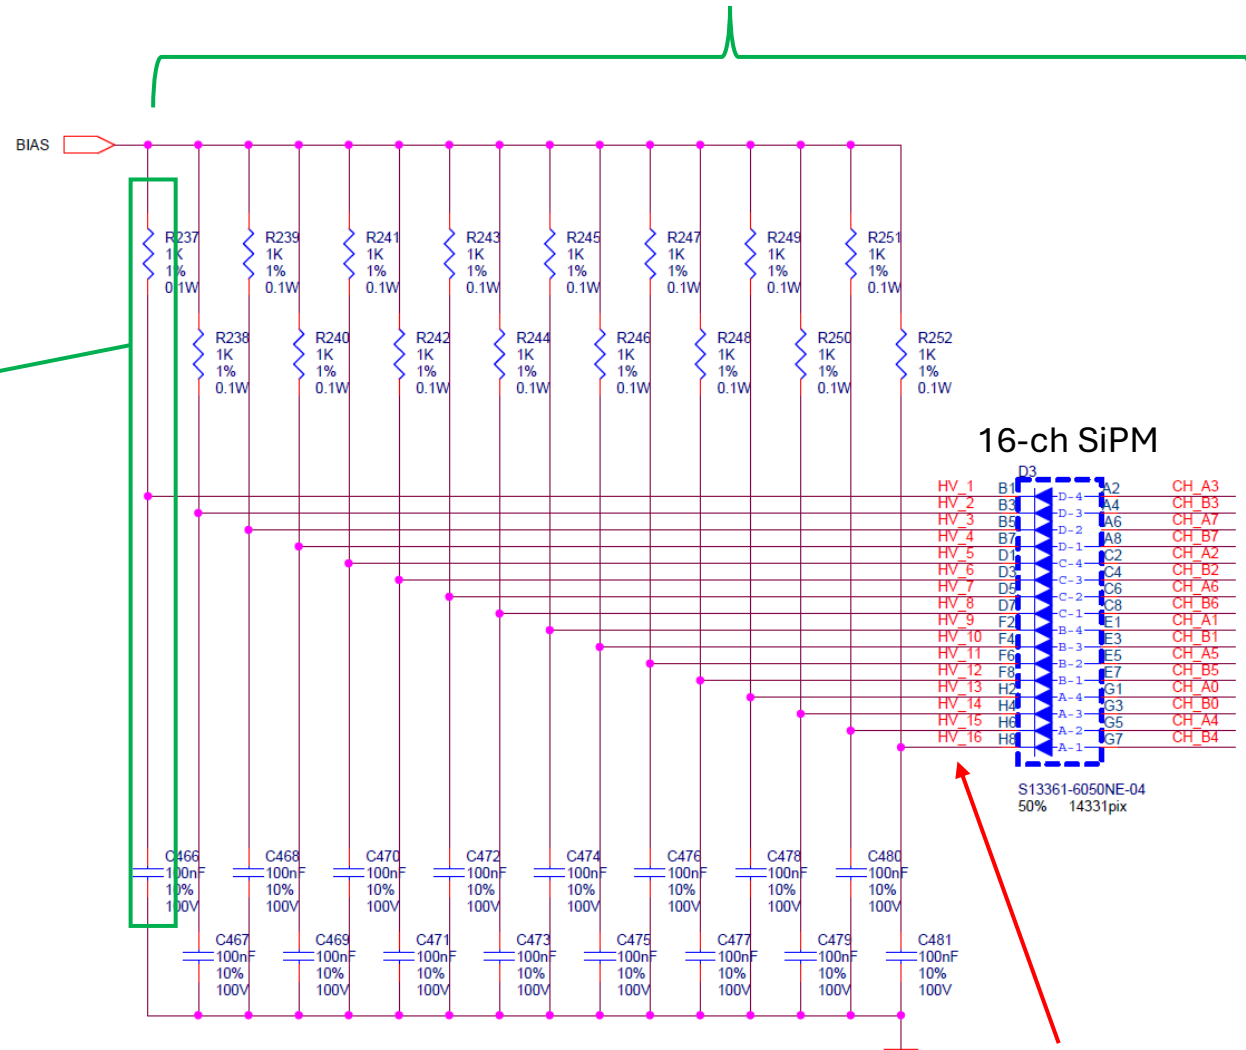 BIAS
R237 R239 R241 R243 R245 R247 R249 R251
1K 1K 1K 1K 1K 1K 1K 1K
1% 1% 1% 1% 1% 1% 1% 1%
0.1W 0.1W 0.1W 0.1W 0.1W 0.1W 0.1W 0.1W
R238 R240 R242 R244 R246 R248 R250 R252
1K 1K 1K 1K 1K 1K 1K 1K
1% 1% 1% 1% 1% 1% 1% 1%
0.1W 0.1W 0.1W 0.1W 0.1W 0.1W 0.1W 0.1W
16-ch SiPM
D3
HV_1 B1 D-4 A2 CH_A3
HV_2 B3 D-3 A4 CH_B3
HV_3 B5 D-2 A6 CH_A7
HV_4 B7 D-1 A8 CH_B7
HV_5 D1 C-4 C2 CH_A2
HV_6 D3 C-3 C4 CH_B2
HV_7 D5 C-2 C6 CH_A6
HV_8 D7 C-1 C8 CH_B6
HV_9 F2 B-4 E1 CH_A1
HV_10 F4 B-3 E3 CH_B1
HV_11 F6 B-2 E5 CH_A5
HV_12 F8 B-1 E7 CH_B5
HV_13 H2 A-4 G1 CH_A0
HV_14 H4 A-3 G3 CH_B0
HV_15 H6 A-2 G5 CH_A4
HV_16 H8 A-1 G7 CH_B4
S13361-6050NE-04
50% 14331pix
C466 C468 C470 C472 C474 C476 C478 C480
100nF 100nF 100nF 100nF 100nF 100nF 100nF 100nF
10% 10% 10% 10% 10% 10% 10% 10%
100V 100V 100V 100V 100V 100V 100V 100V
C467 C469 C471 C473 C475 C477 C479 C481
100nF 100nF 100nF 100nF 100nF 100nF 100nF 100nF
10% 10% 10% 10% 10% 10% 10% 10%
100V 100V 100V 100V 100V 100V 100V 100V